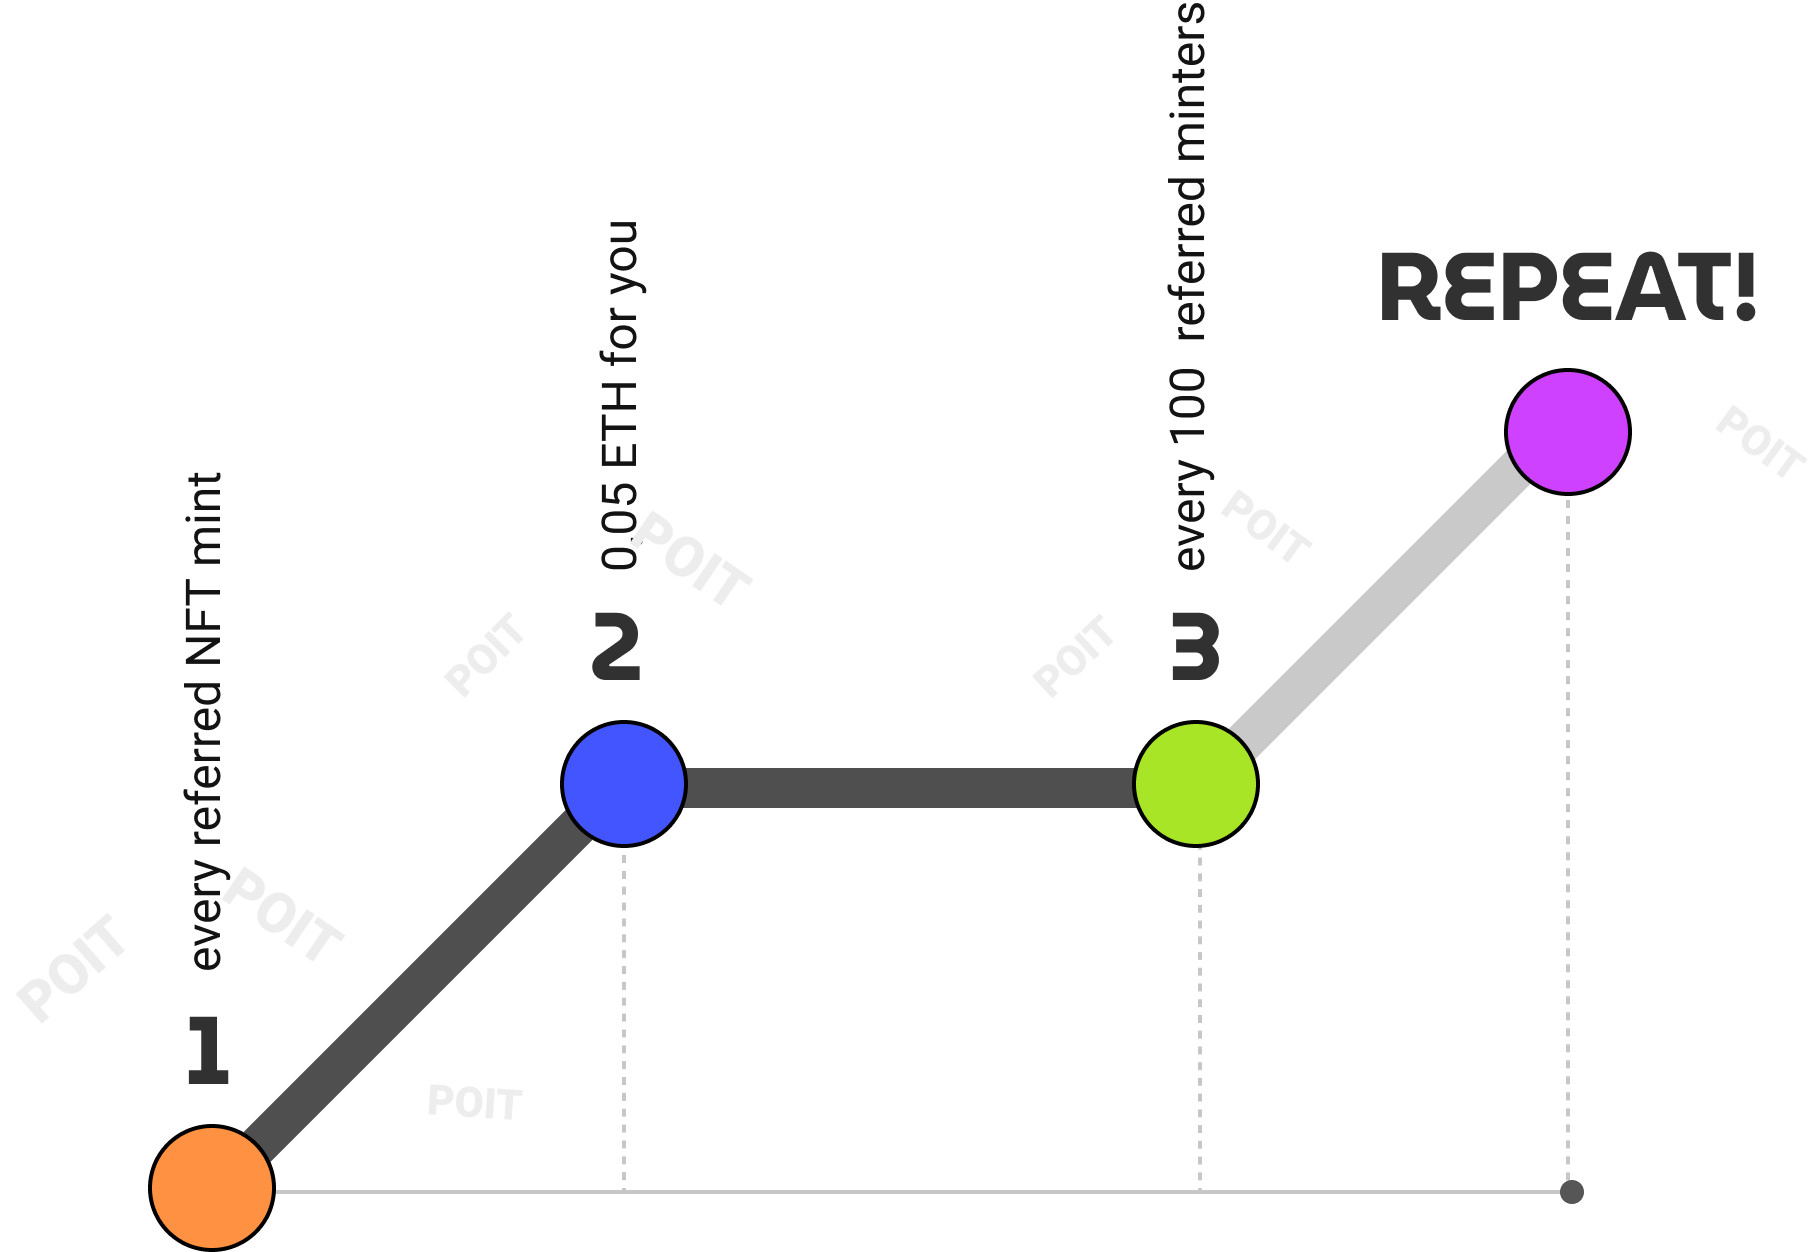 1
every referred NFT mint
2
0.05 ETH for you
3
every 100 referred minters
REPEAT!
POIT
POIT
POIT
POIT
POIT
POIT
POIT
POIT